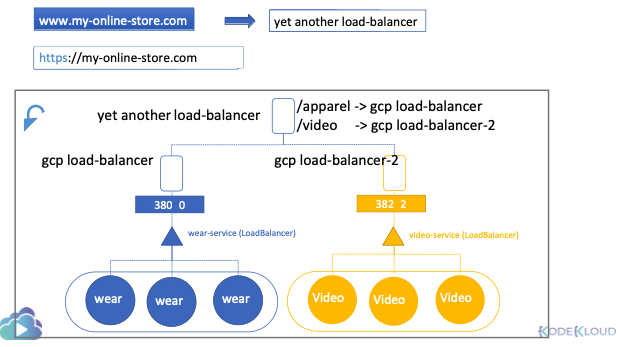 www.my-online-store.com
yet another load-balancer
https://my-online-store.com
yet another load-balancer
/apparel -> gcp load-balancer
/video -> gcp load-balancer-2
gcp load-balancer
gcp load-balancer-2
380 0
382 2
wear-service (LoadBalancer)
video-service (LoadBalancer)
wear
wear
wear
Video
Video
Video
KODEKLOUD